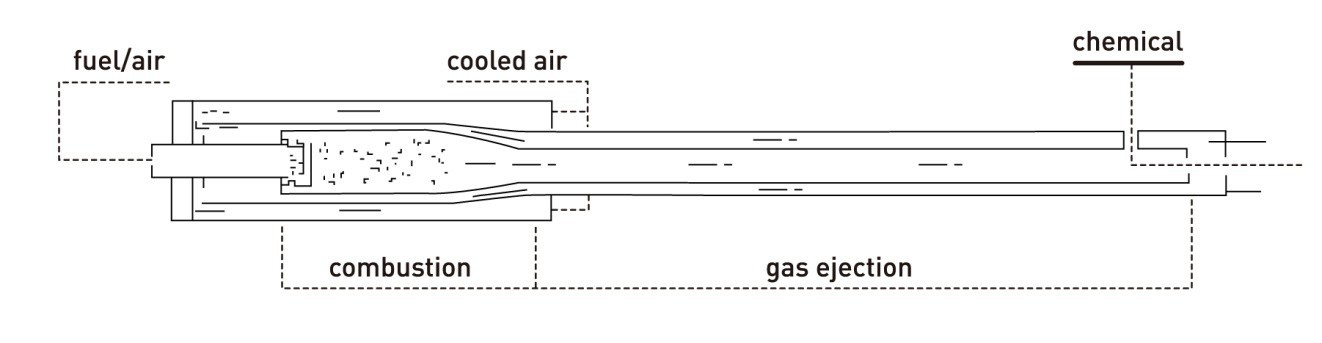 chemical
fuel/air
cooled air
combustion
gas ejection